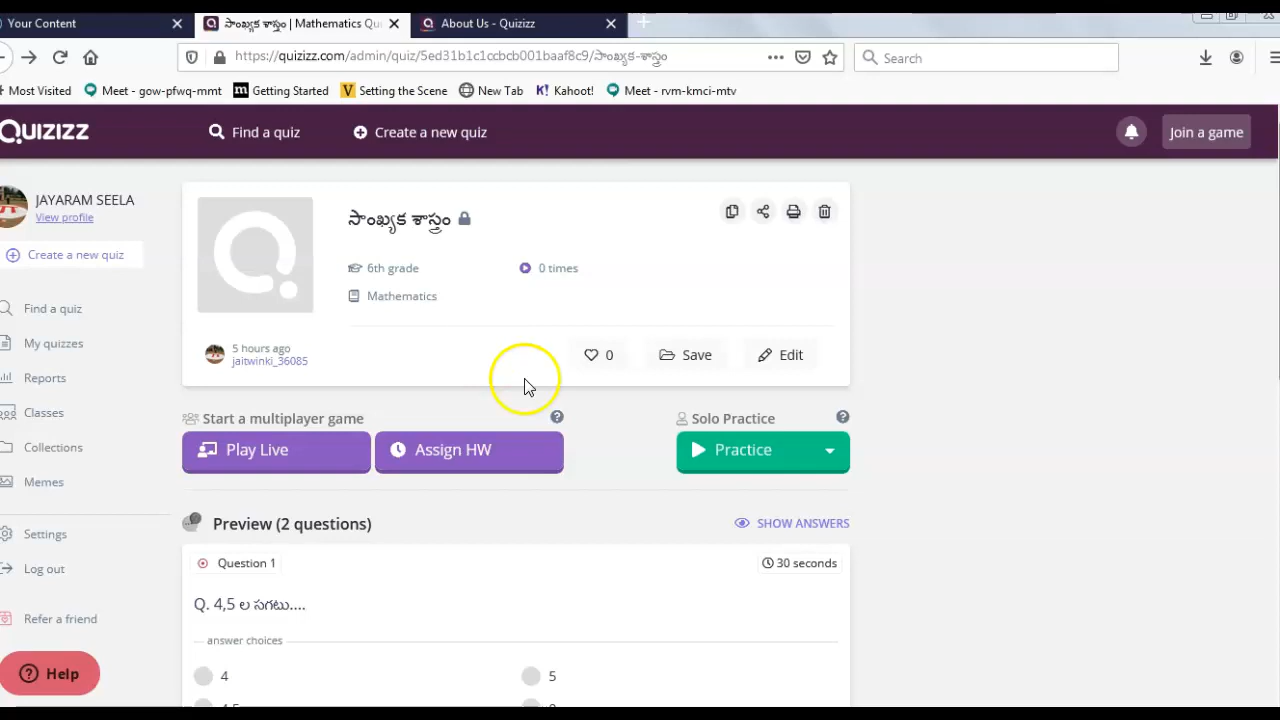 Your Content
సాంఖ్యక శాస్త్రం | Mathematics Qu
About Us - Quizizz
https://quizizz.com/admin/quiz/5ed31b1c1ccbcb001baaf8c9/సాంఖ్యక-శాస్త్రం
Search
Most Visited
Meet - gow-pfwq-mmt
Getting Started
Setting the Scene
New Tab
Kahoot!
Meet - rvm-kmci-mtv
QUIZIZZ
Find a quiz
Create a new quiz
Join a game
JAYARAM SEELA
View profile
Create a new quiz
Find a quiz
My quizzes
Reports
Classes
Collections
Memes
Settings
Log out
Refer a friend
Help
సాంఖ్యక శాస్త్రం
6th grade
0 times
Mathematics
5 hours ago
jaitwinki_36085
0
Save
Edit
Start a multiplayer game
Solo Practice
Play Live
Assign HW
Practice
Preview (2 questions)
SHOW ANSWERS
Question 1
30 seconds
Q. 4,5 ల సగటు....
answer choices
4
5